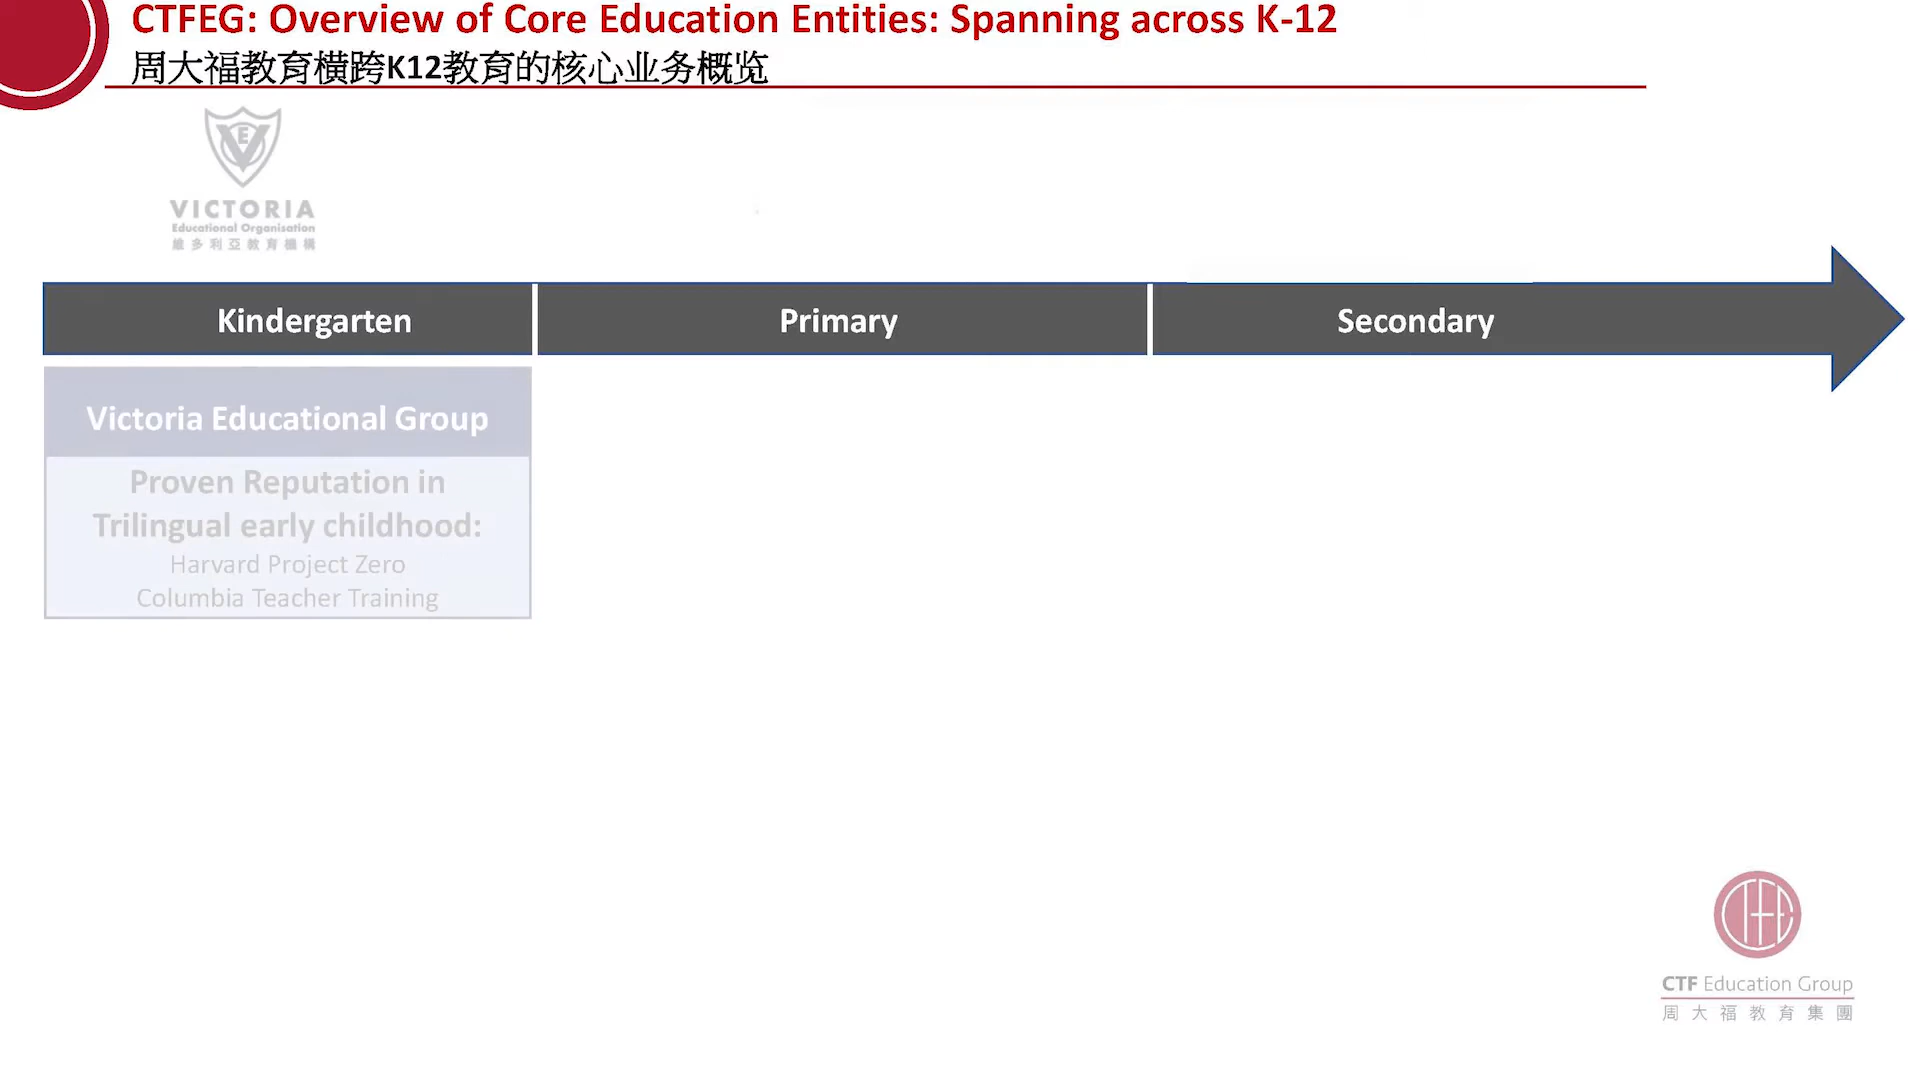 CTFEG: Overview of Core Education Entities: Spanning across K-12
周大福教育横跨K12教育的核心业务概览
VE
VICTORIA
Educational Organisation
維多利亞教育機構
Kindergarten
Primary
Secondary
Victoria Educational Group
Proven Reputation in
Trilingual early childhood:
Harvard Project Zero
Columbia Teacher Training
CTFE
CTF Education Group
周大福教育集團